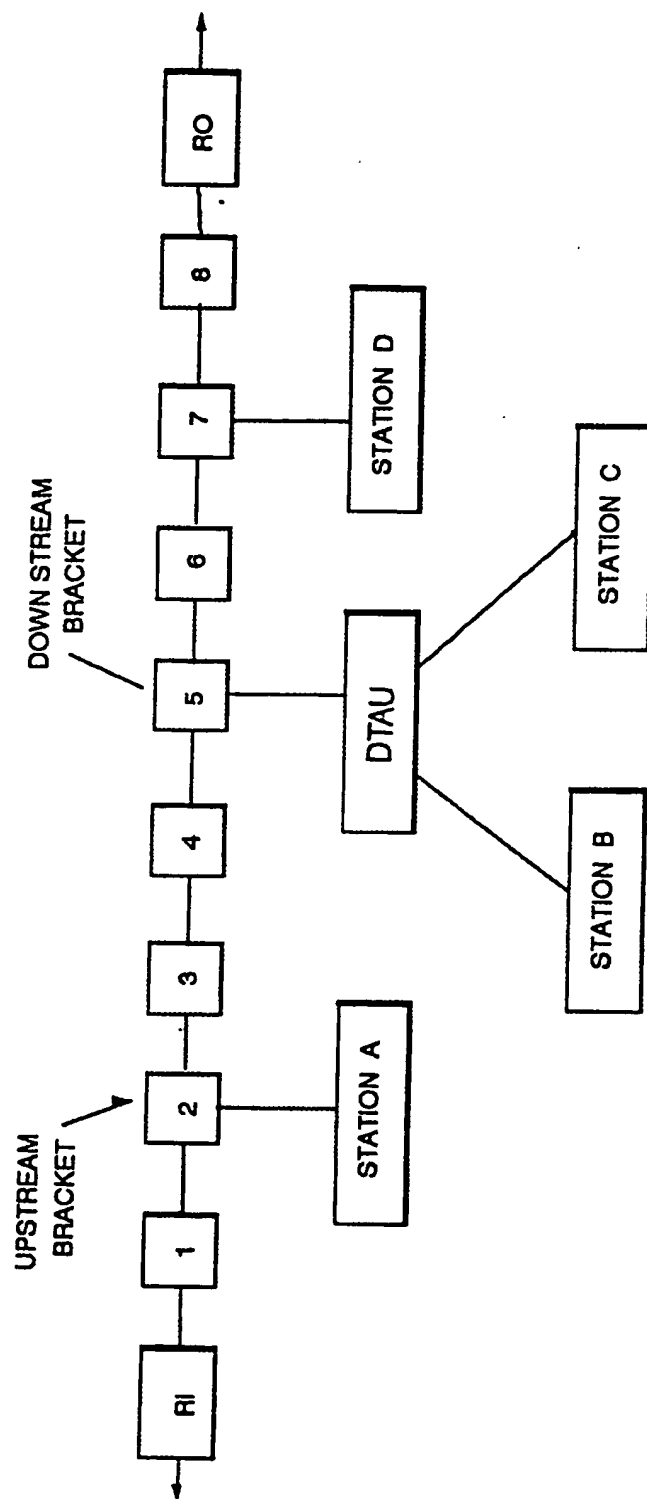 UPSTREAM
BRACKET
DOWN STREAM
BRACKET
RI
1
2
3
4
5
6
7
8
RO
STATION A
DTAU
STATION D
STATION B
STATION C